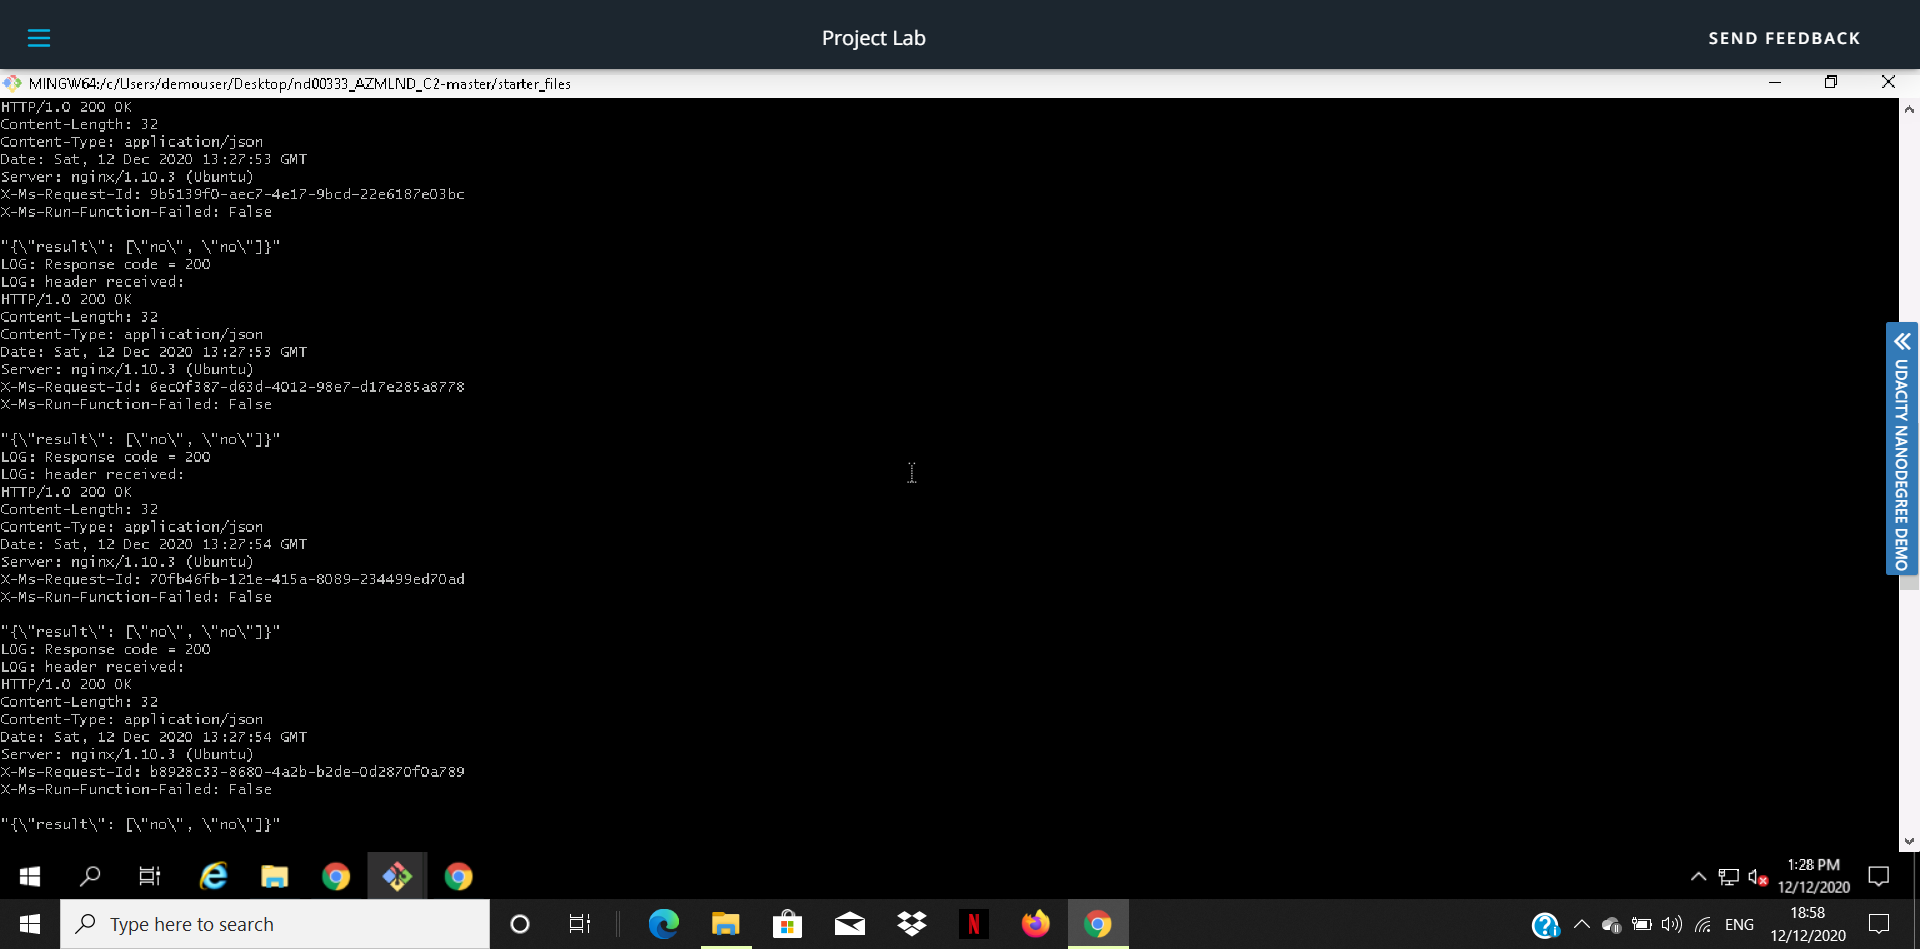 Project Lab
SEND FEEDBACK
MINGW64:/c/Users/demouser/Desktop/nd00333_AZMLND_C2-master/starter_files
HTTP/1.0 200 OK
Content-Length: 32
Content-Type: application/json
Date: Sat, 12 Dec 2020 13:27:53 GMT
Server: nginx/1.10.3 (Ubuntu)
X-Ms-Request-Id: 9b5139f0-aec7-4e17-9bcd-22e6187e03bc
X-Ms-Run-Function-Failed: False
"{\"result\": [\"no\", \"no\"]}"
LOG: Response code = 200
LOG: header received:
HTTP/1.0 200 OK
Content-Length: 32
Content-Type: application/json
Date: Sat, 12 Dec 2020 13:27:53 GMT
Server: nginx/1.10.3 (Ubuntu)
X-Ms-Request-Id: 6ec0f387-d63d-4012-98e7-d17e285a8778
X-Ms-Run-Function-Failed: False
"{\"result\": [\"no\", \"no\"]}"
LOG: Response code = 200
LOG: header received:
HTTP/1.0 200 OK
Content-Length: 32
Content-Type: application/json
Date: Sat, 12 Dec 2020 13:27:54 GMT
Server: nginx/1.10.3 (Ubuntu)
X-Ms-Request-Id: 70fb46fb-121e-415a-8089-234499ed70ad
X-Ms-Run-Function-Failed: False
"{\"result\": [\"no\", \"no\"]}"
LOG: Response code = 200
LOG: header received:
HTTP/1.0 200 OK
Content-Length: 32
Content-Type: application/json
Date: Sat, 12 Dec 2020 13:27:54 GMT
Server: nginx/1.10.3 (Ubuntu)
X-Ms-Request-Id: b8928c33-8680-4a2b-b2de-0d2870f0a789
X-Ms-Run-Function-Failed: False
"{\"result\": [\"no\", \"no\"]}"
UDACITY NANODEGREE DEMO
1:28 PM
12/12/2020
Type here to search
N
ENG
18:58
12/12/2020